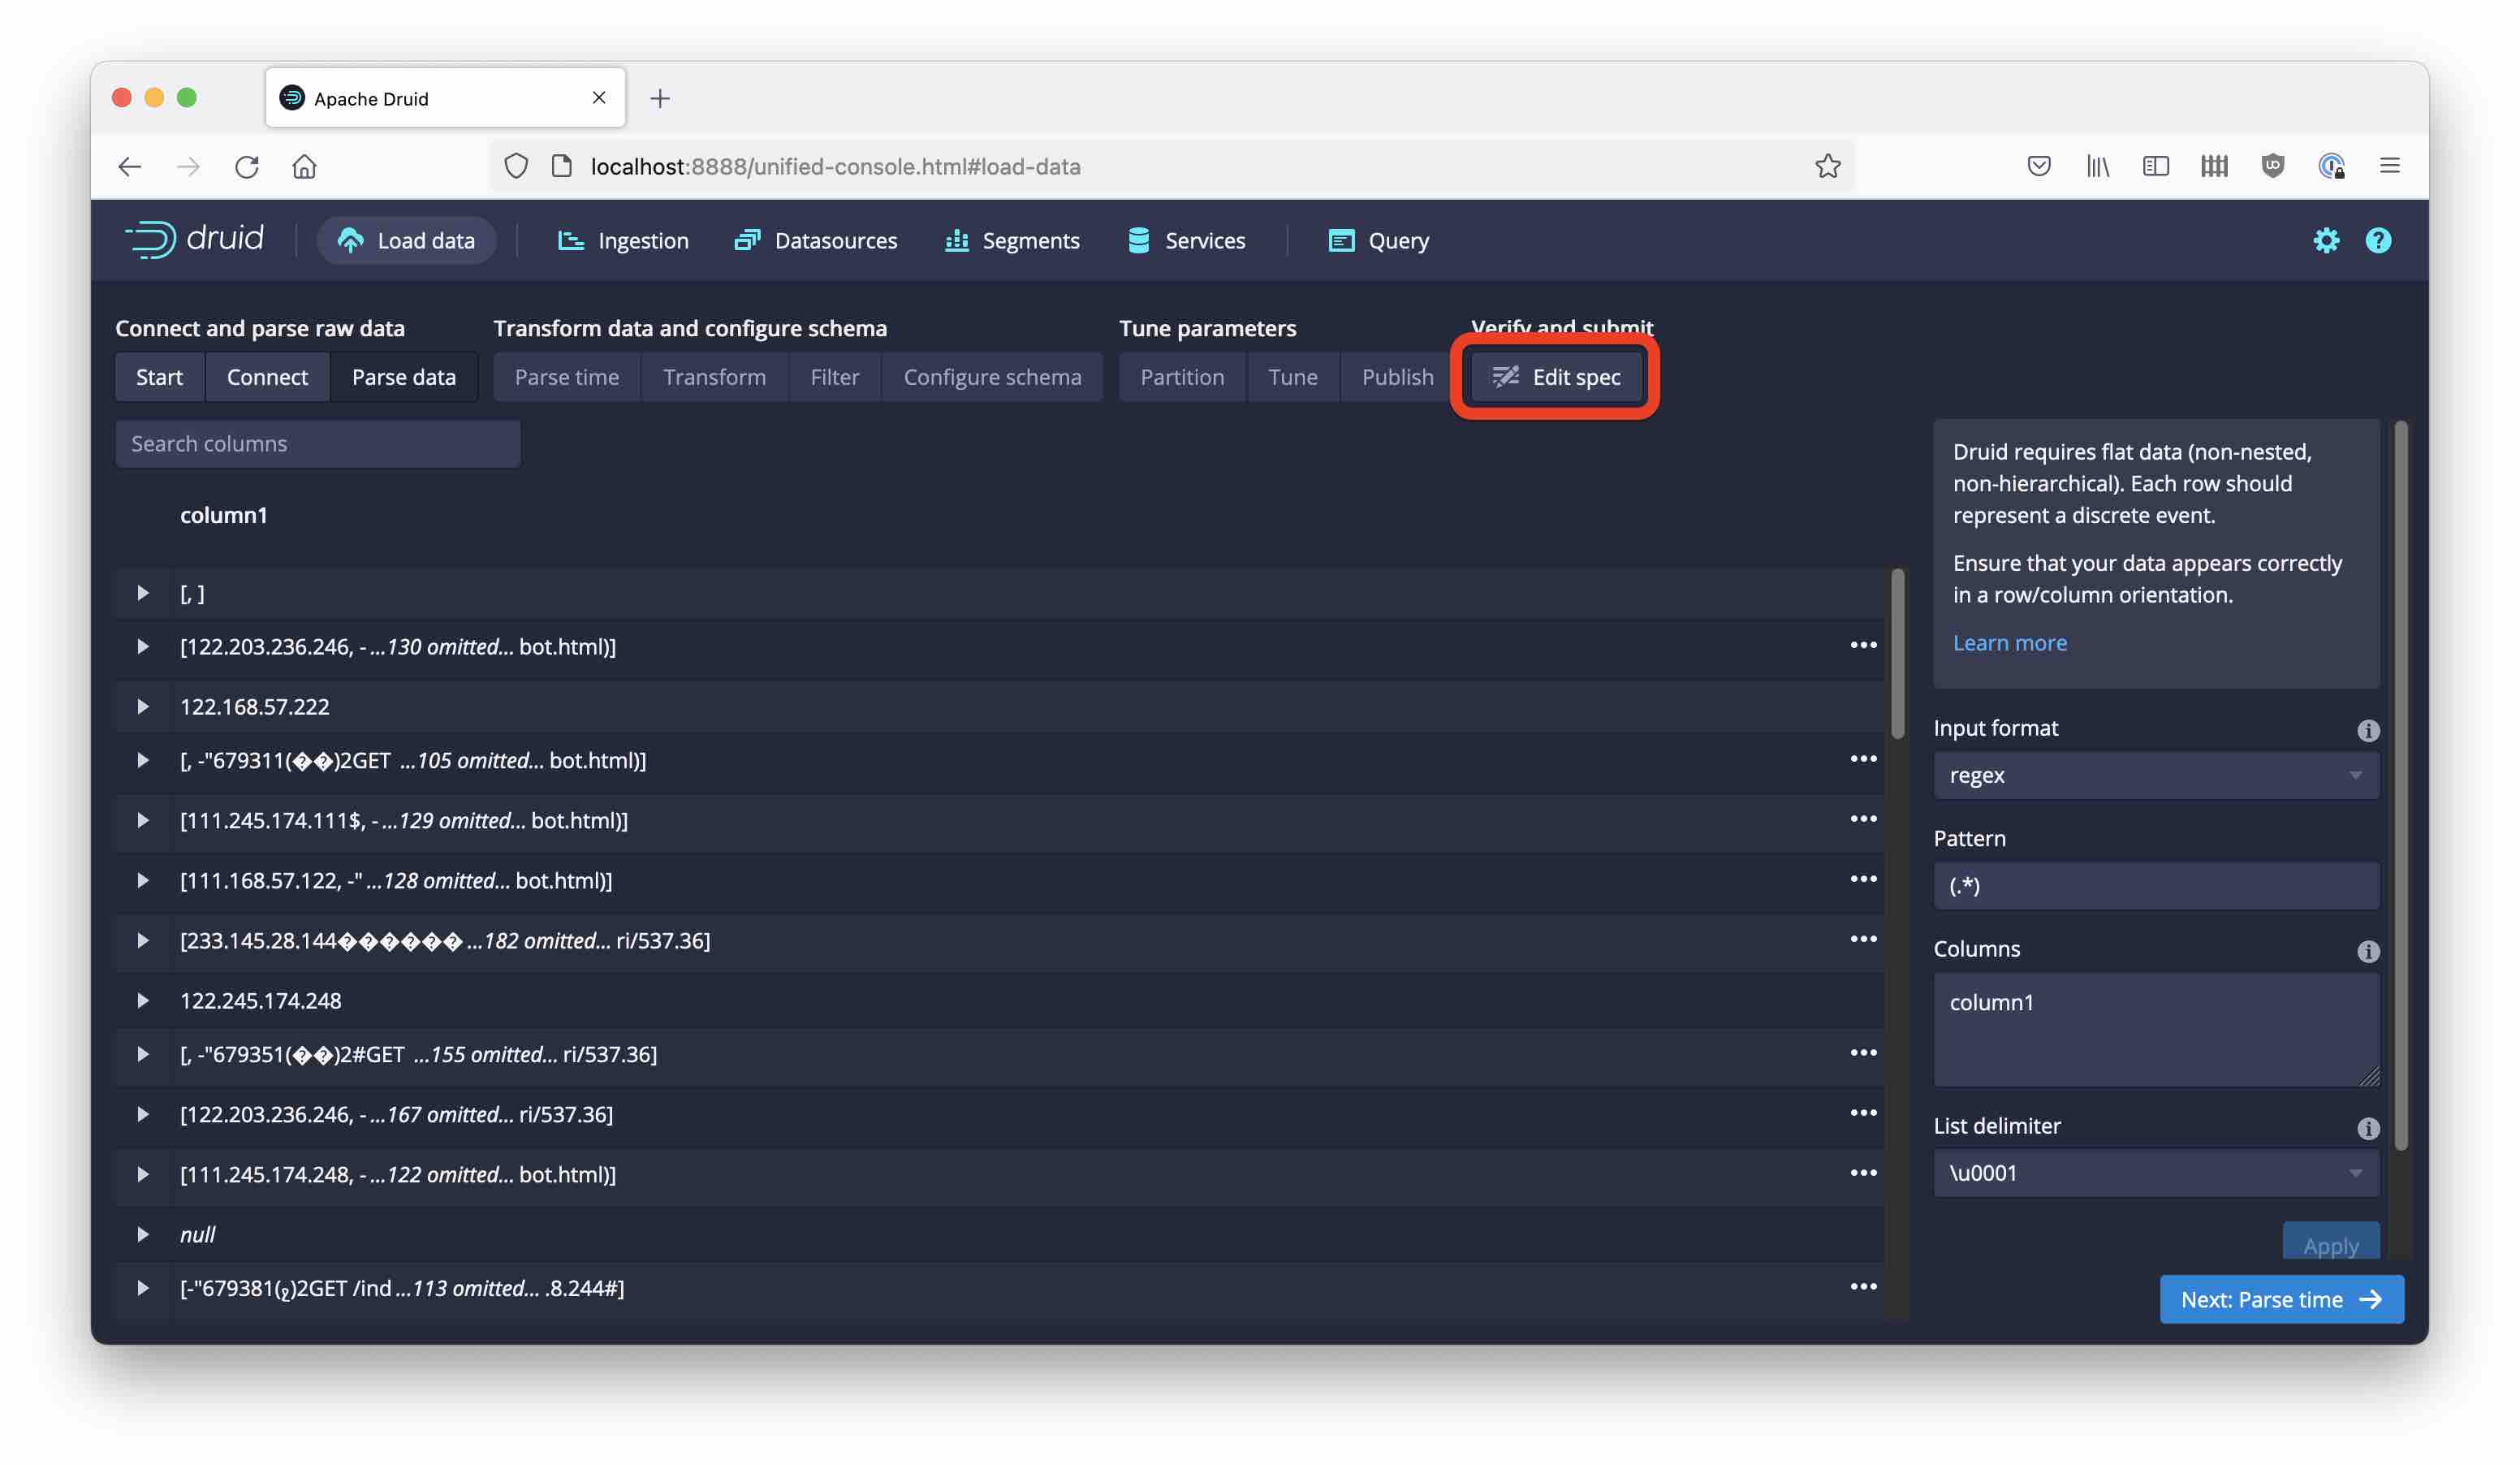 Apache Druid
localhost:8888/unified-console.html#load-data
druid
Load data
Ingestion
Datasources
Segments
Services
Query
Connect and parse raw data
Transform data and configure schema
Tune parameters
Verify and submit
Start
Connect
Parse data
Parse time
Transform
Filter
Configure schema
Partition
Tune
Publish
Edit spec
Search columns
column1
[, ]
[122.203.236.246, - ...130 omitted... bot.html)]
122.168.57.222
[, -"679311(��)2GET ...105 omitted... bot.html)]
[111.245.174.111$, - ...129 omitted... bot.html)]
[111.168.57.122, -" ...128 omitted... bot.html)]
[233.145.28.144������ ...182 omitted... ri/537.36]
122.245.174.248
[, -"679351(��)2#GET ...155 omitted... ri/537.36]
[122.203.236.246, - ...167 omitted... ri/537.36]
[111.245.174.248, - ...122 omitted... bot.html)]
null
[-"679381( )2GET /ind ...113 omitted... .8.244#]
Druid requires flat data (non-nested,
non-hierarchical). Each row should
represent a discrete event.
Ensure that your data appears correctly
in a row/column orientation.
Learn more
Input format
regex
Pattern
(.*)
Columns
column1
List delimiter
\u0001
Apply
Next: Parse time